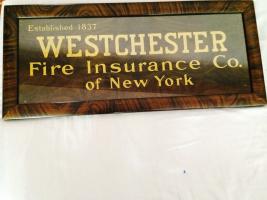 Established 1837
WESTCHESTER
Fire Insurance Co.
of New York